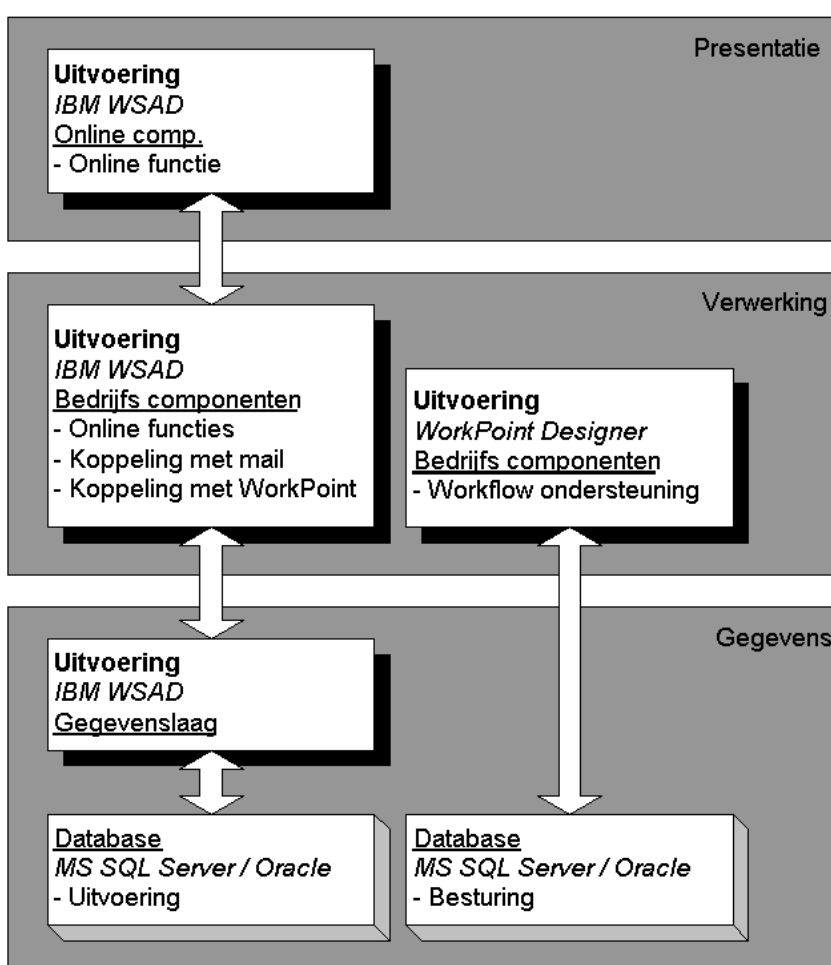 Presentatie
Uitvoering
IBM WSAD
Online comp.
- Online functie
Verwerking
Uitvoering
IBM WSAD
Bedrijfs componenten
- Online functies
- Koppeling met mail
- Koppeling met WorkPoint
Uitvoering
WorkPoint Designer
Bedrijfs componenten
- Workflow ondersteuning
Gegevens
Uitvoering
IBM WSAD
Gegevenslaag
Database
MS SQL Server / Oracle
- Uitvoering
Database
MS SQL Server / Oracle
- Besturing